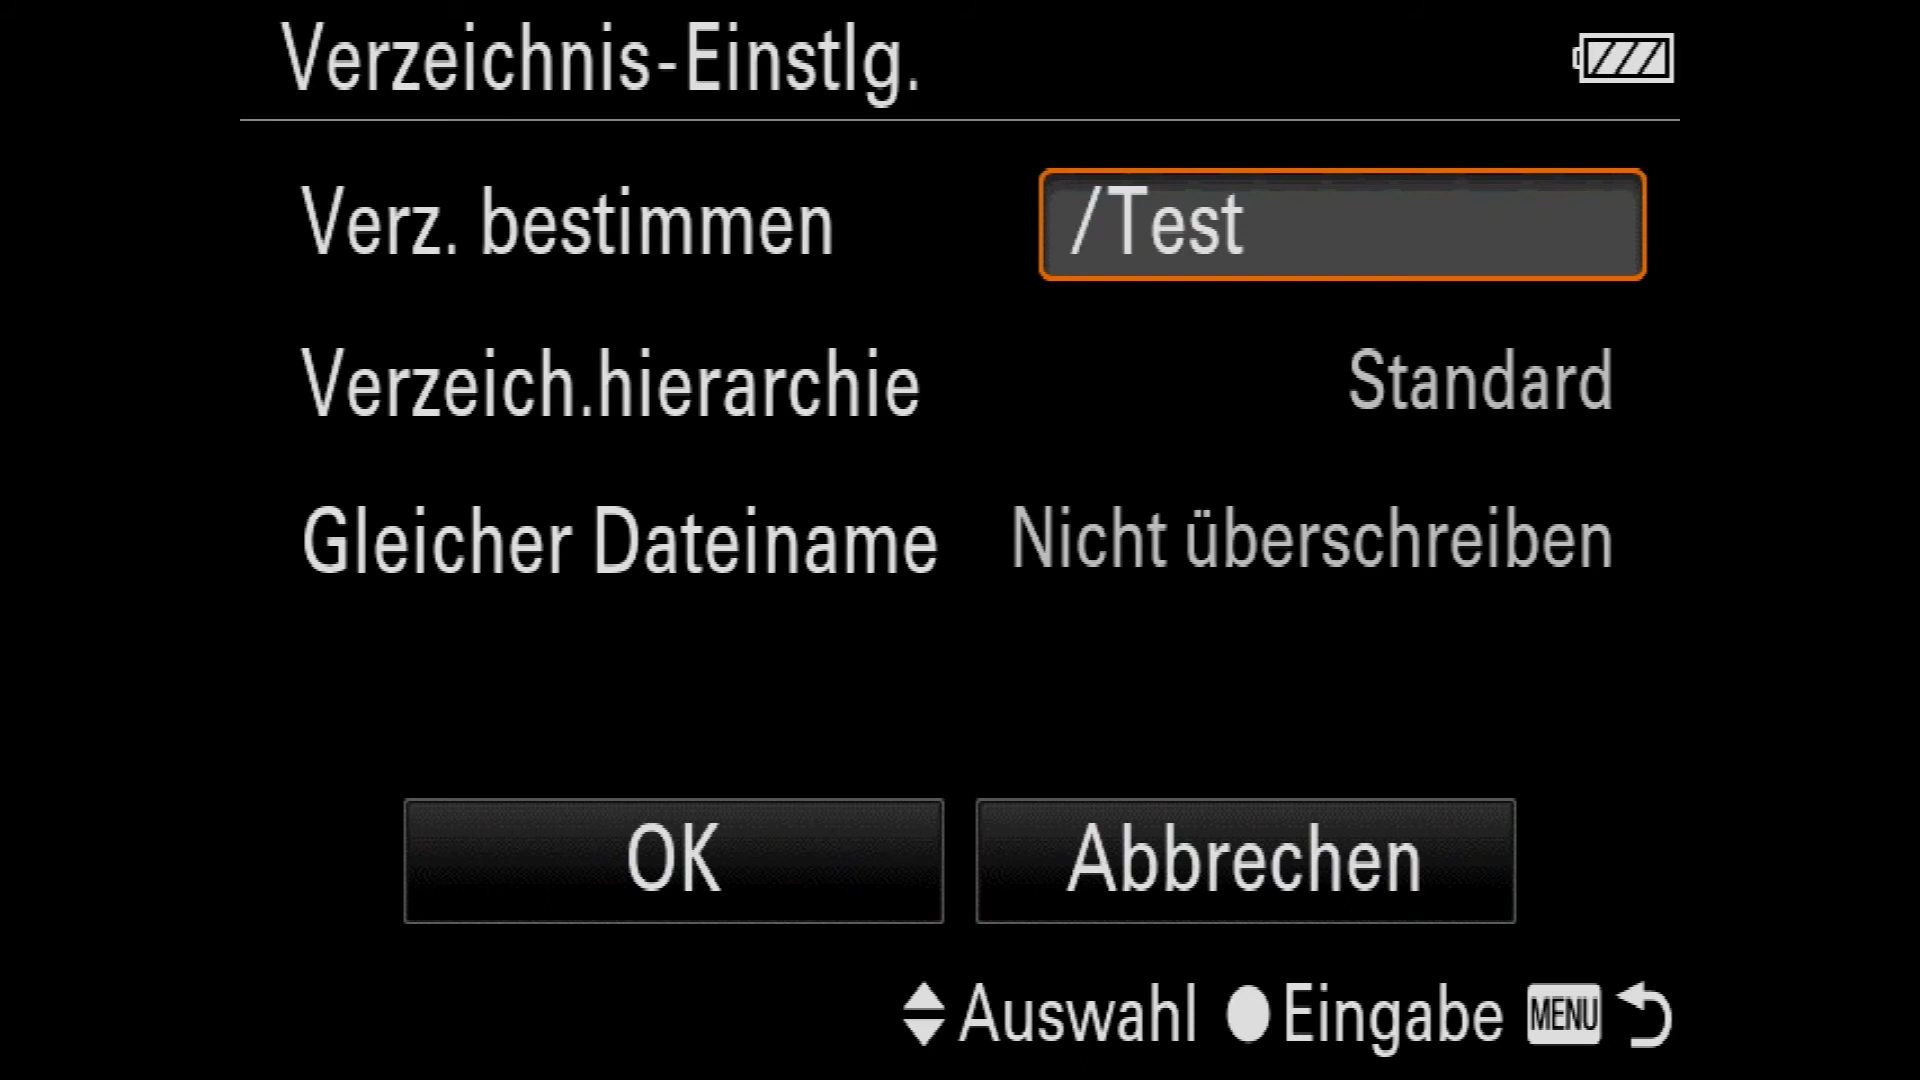 Verzeichnis-Einstlg.
Verz. bestimmen /Test
Verzeich.hierarchie Standard
Gleicher Dateiname Nicht überschreiben
OK Abbrechen
Auswahl Eingabe MENU